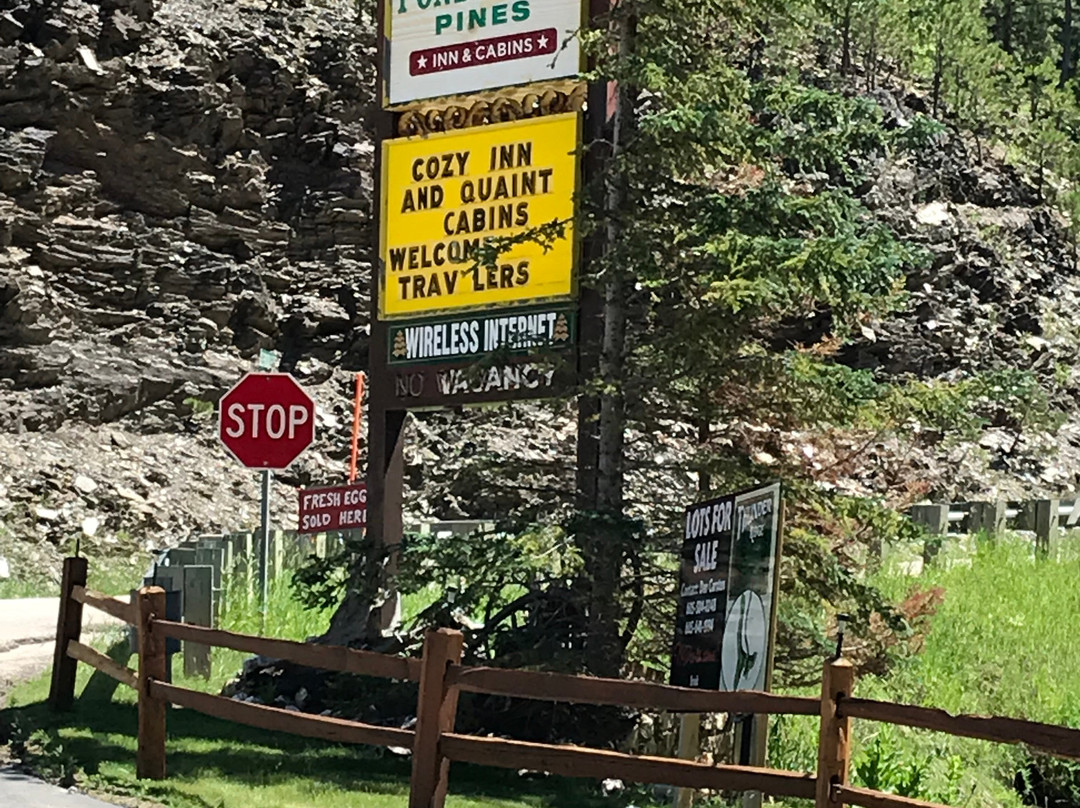 PINES
★ INN & CABINS ★
COZY INN
AND QUAINT
CABINS
WELCOME
TRAV LERS
WIRELESS INTERNET
NO VACANCY
STOP
FRESH EGG
SOLD HERE
LOTS FOR
SALE